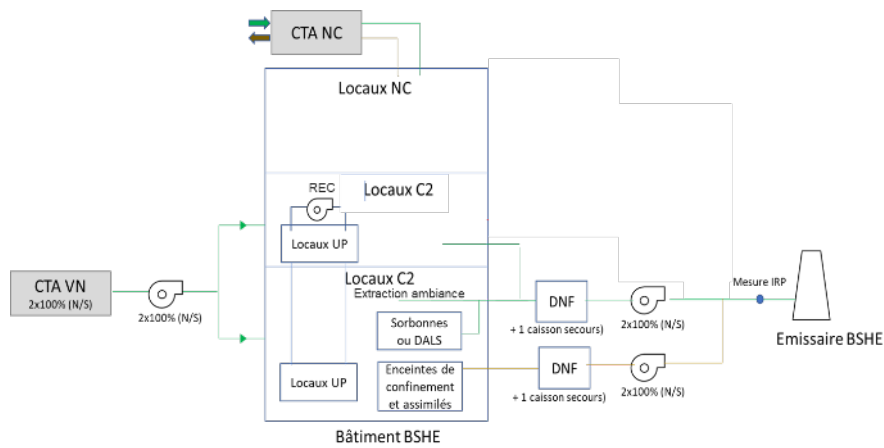 CTA NC
Locaux NC
REC
Locaux C2
Locaux UP
CTA VN
2x100% (N/S)
2x100% (N/S)
Locaux C2
Extraction ambiance
DNF
+ 1 caisson secours)
2x100% (N/S)
Mesure IRP
Emissaire BSHE
Sorbonnes
ou DALS
Locaux UP
Enceintes de
confinement
et assimilés
DNF
+ 1 caisson secours)
2x100% (N/S)
Bâtiment BSHE